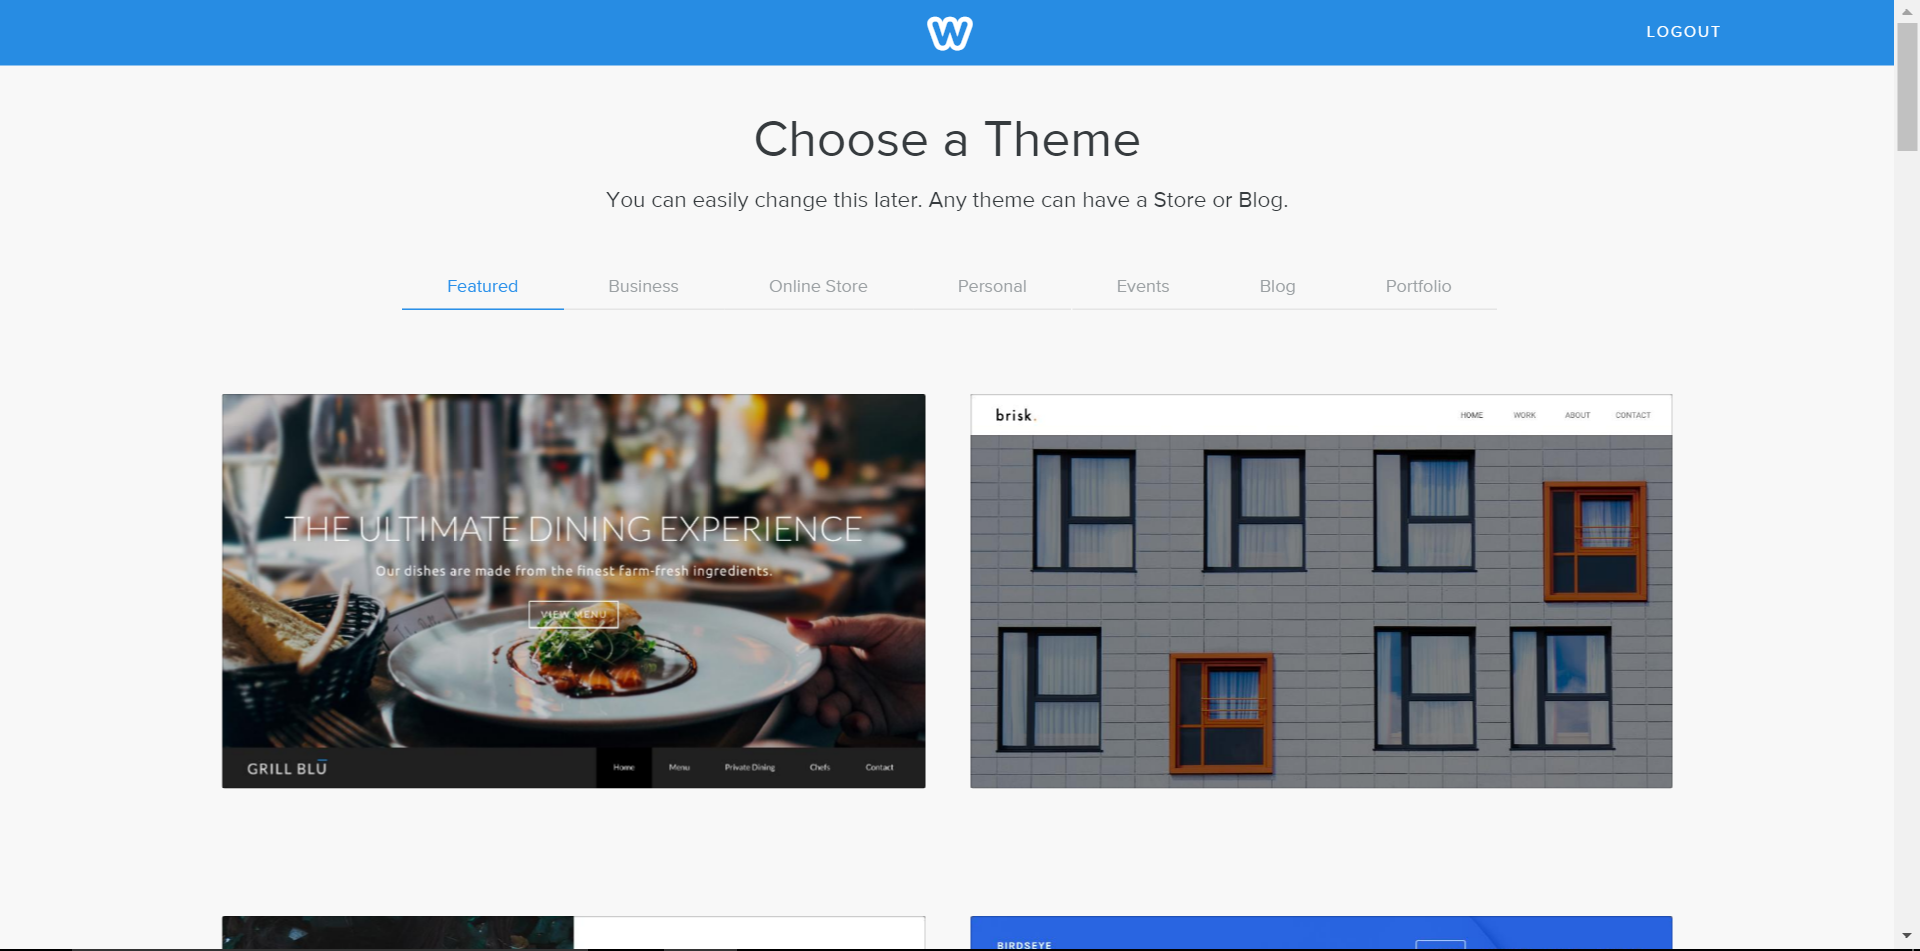 LOGOUT
Choose a Theme
You can easily change this later. Any theme can have a Store or Blog.
Featured Business Online Store Personal Events Blog Portfolio
THE ULTIMATE DINING EXPERIENCE
Our dishes are made from the finest farm-fresh ingredients.
VIEW MENU
GRILL BLŪ Home Menu Private Dining Chefs Contact
brisk. HOME WORK ABOUT CONTACT
BIRDSEYE